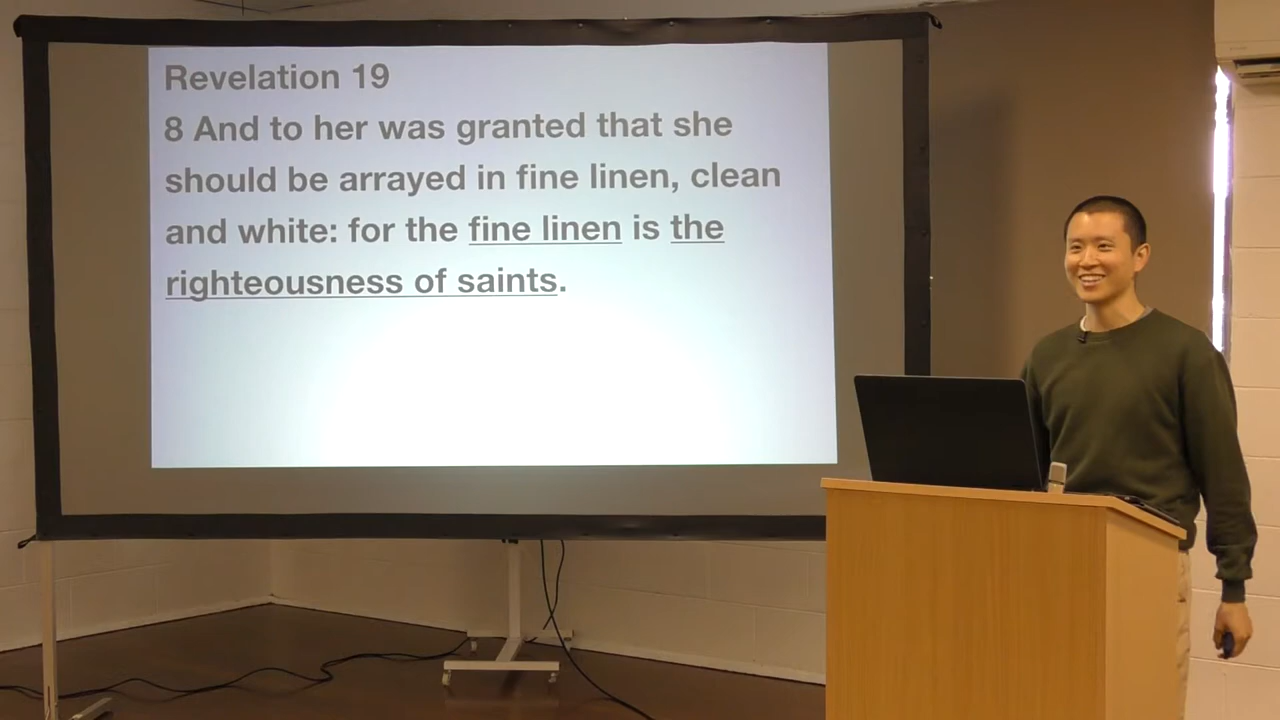 Revelation 19
8 And to her was granted that she
should be arrayed in fine linen, clean
and white: for the fine linen is the
righteousness of saints.